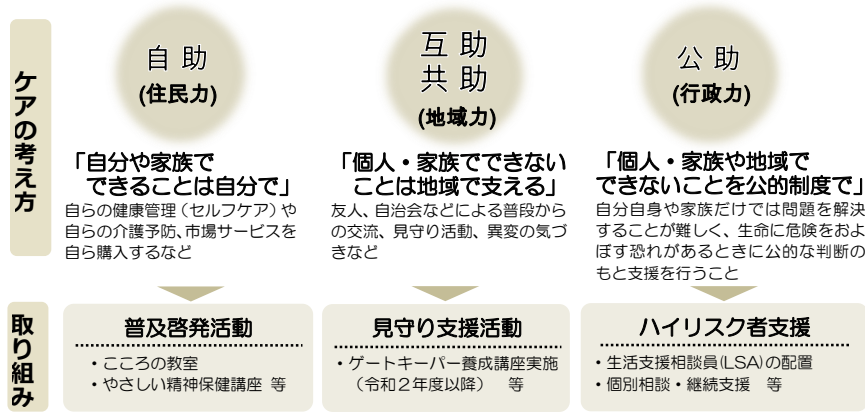 ケアの考え方
自助
(住民力)
「自分や家族で
できることは自分で」
自らの健康管理（セルフケア）や
自らの介護予防、市場サービスを
自ら購入するなど
互助
共助
(地域力)
「個人・家族でできない
ことは地域で支える」
友人、自治会などによる普段から
の交流、見守り活動、異変の気づ
きなど
公助
(行政力)
「個人・家族や地域で
できないことを公的制度で」
自分自身や家族だけでは問題を解決
することが難しく、生命に危険をおよ
ぼす恐れがあるときに公的な判断の
もと支援を行うこと
取り組み
普及啓発活動
・こころの教室
・やさしい精神保健講座 等
見守り支援活動
・ゲートキーパー養成講座実施
（令和２年度以降） 等
ハイリスク者支援
・生活支援相談員(LSA)の配置
・個別相談・継続支援 等